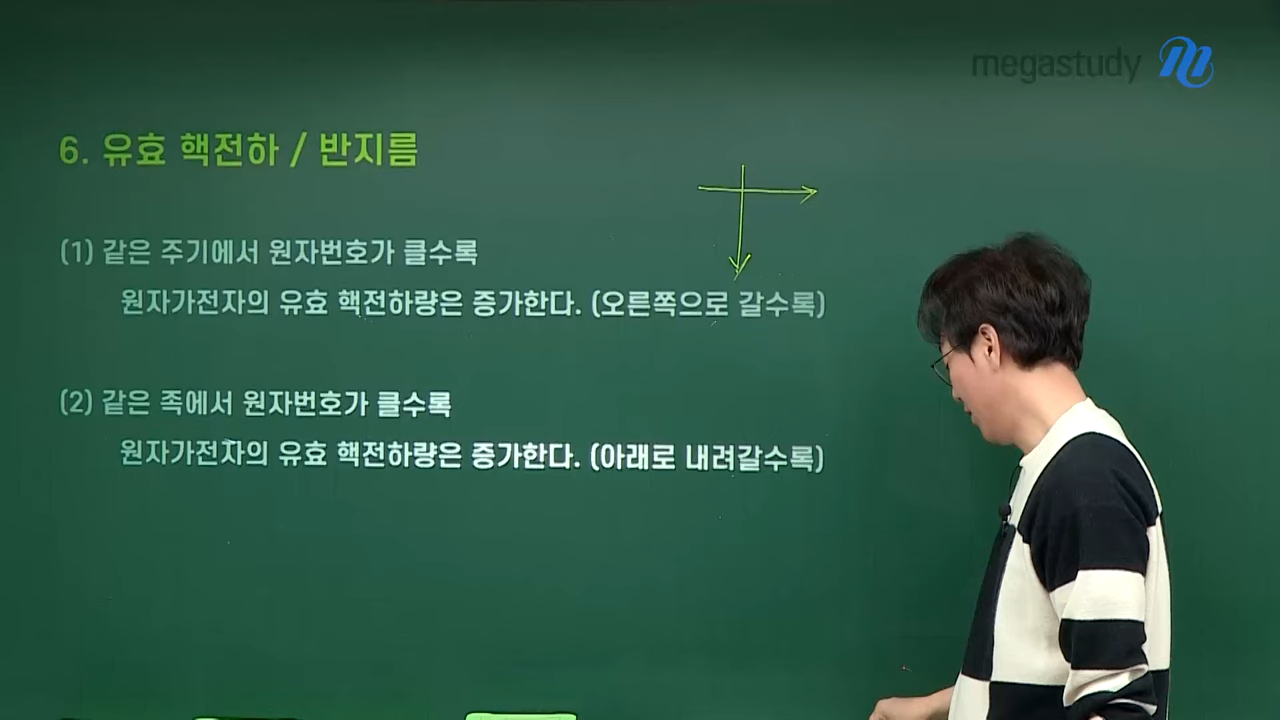 megastudy
6. 유효 핵전하 / 반지름
(1) 같은 주기에서 원자번호가 클수록
원자가전자의 유효 핵전하량은 증가한다. (오른쪽으로 갈수록)
(2) 같은 족에서 원자번호가 클수록
원자가전자의 유효 핵전하량은 증가한다. (아래로 내려갈수록)